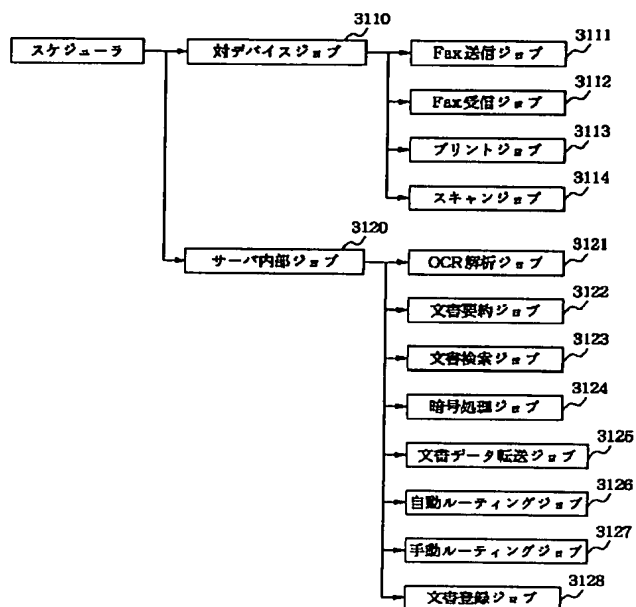 3110
スケジューラ
対デバイスジョブ
3111
Fax送信ジョブ
3112
Fax受信ジョブ
3113
プリントジョブ
3114
スキャンジョブ
3120
サーバ内部ジョブ
3121
OCR解析ジョブ
3122
文書要約ジョブ
3123
文書検索ジョブ
3124
暗号処理ジョブ
3125
文書データ転送ジョブ
3126
自動ルーティングジョブ
3127
手動ルーティングジョブ
3128
文書登録ジョブ